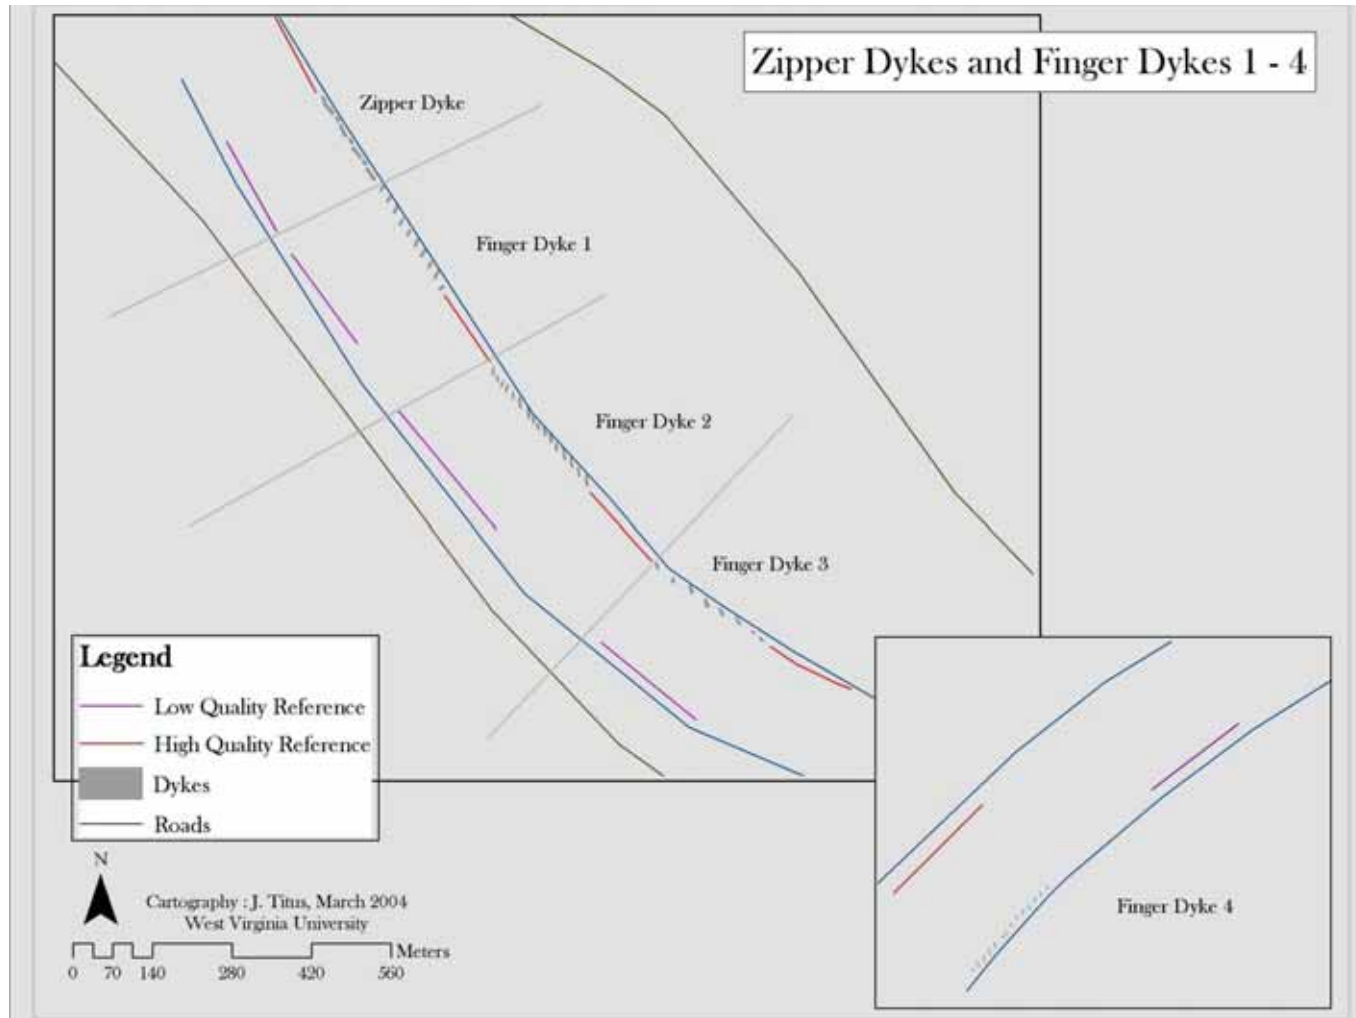 Zipper Dykes and Finger Dykes 1 - 4
Zipper Dyke
Finger Dyke 1
Finger Dyke 2
Finger Dyke 3
Legend
Low Quality Reference
High Quality Reference
Dykes
Roads
N
Cartography : J. Titus, March 2004
West Virginia University
Meters
0 70 140 280 420 560
Finger Dyke 4